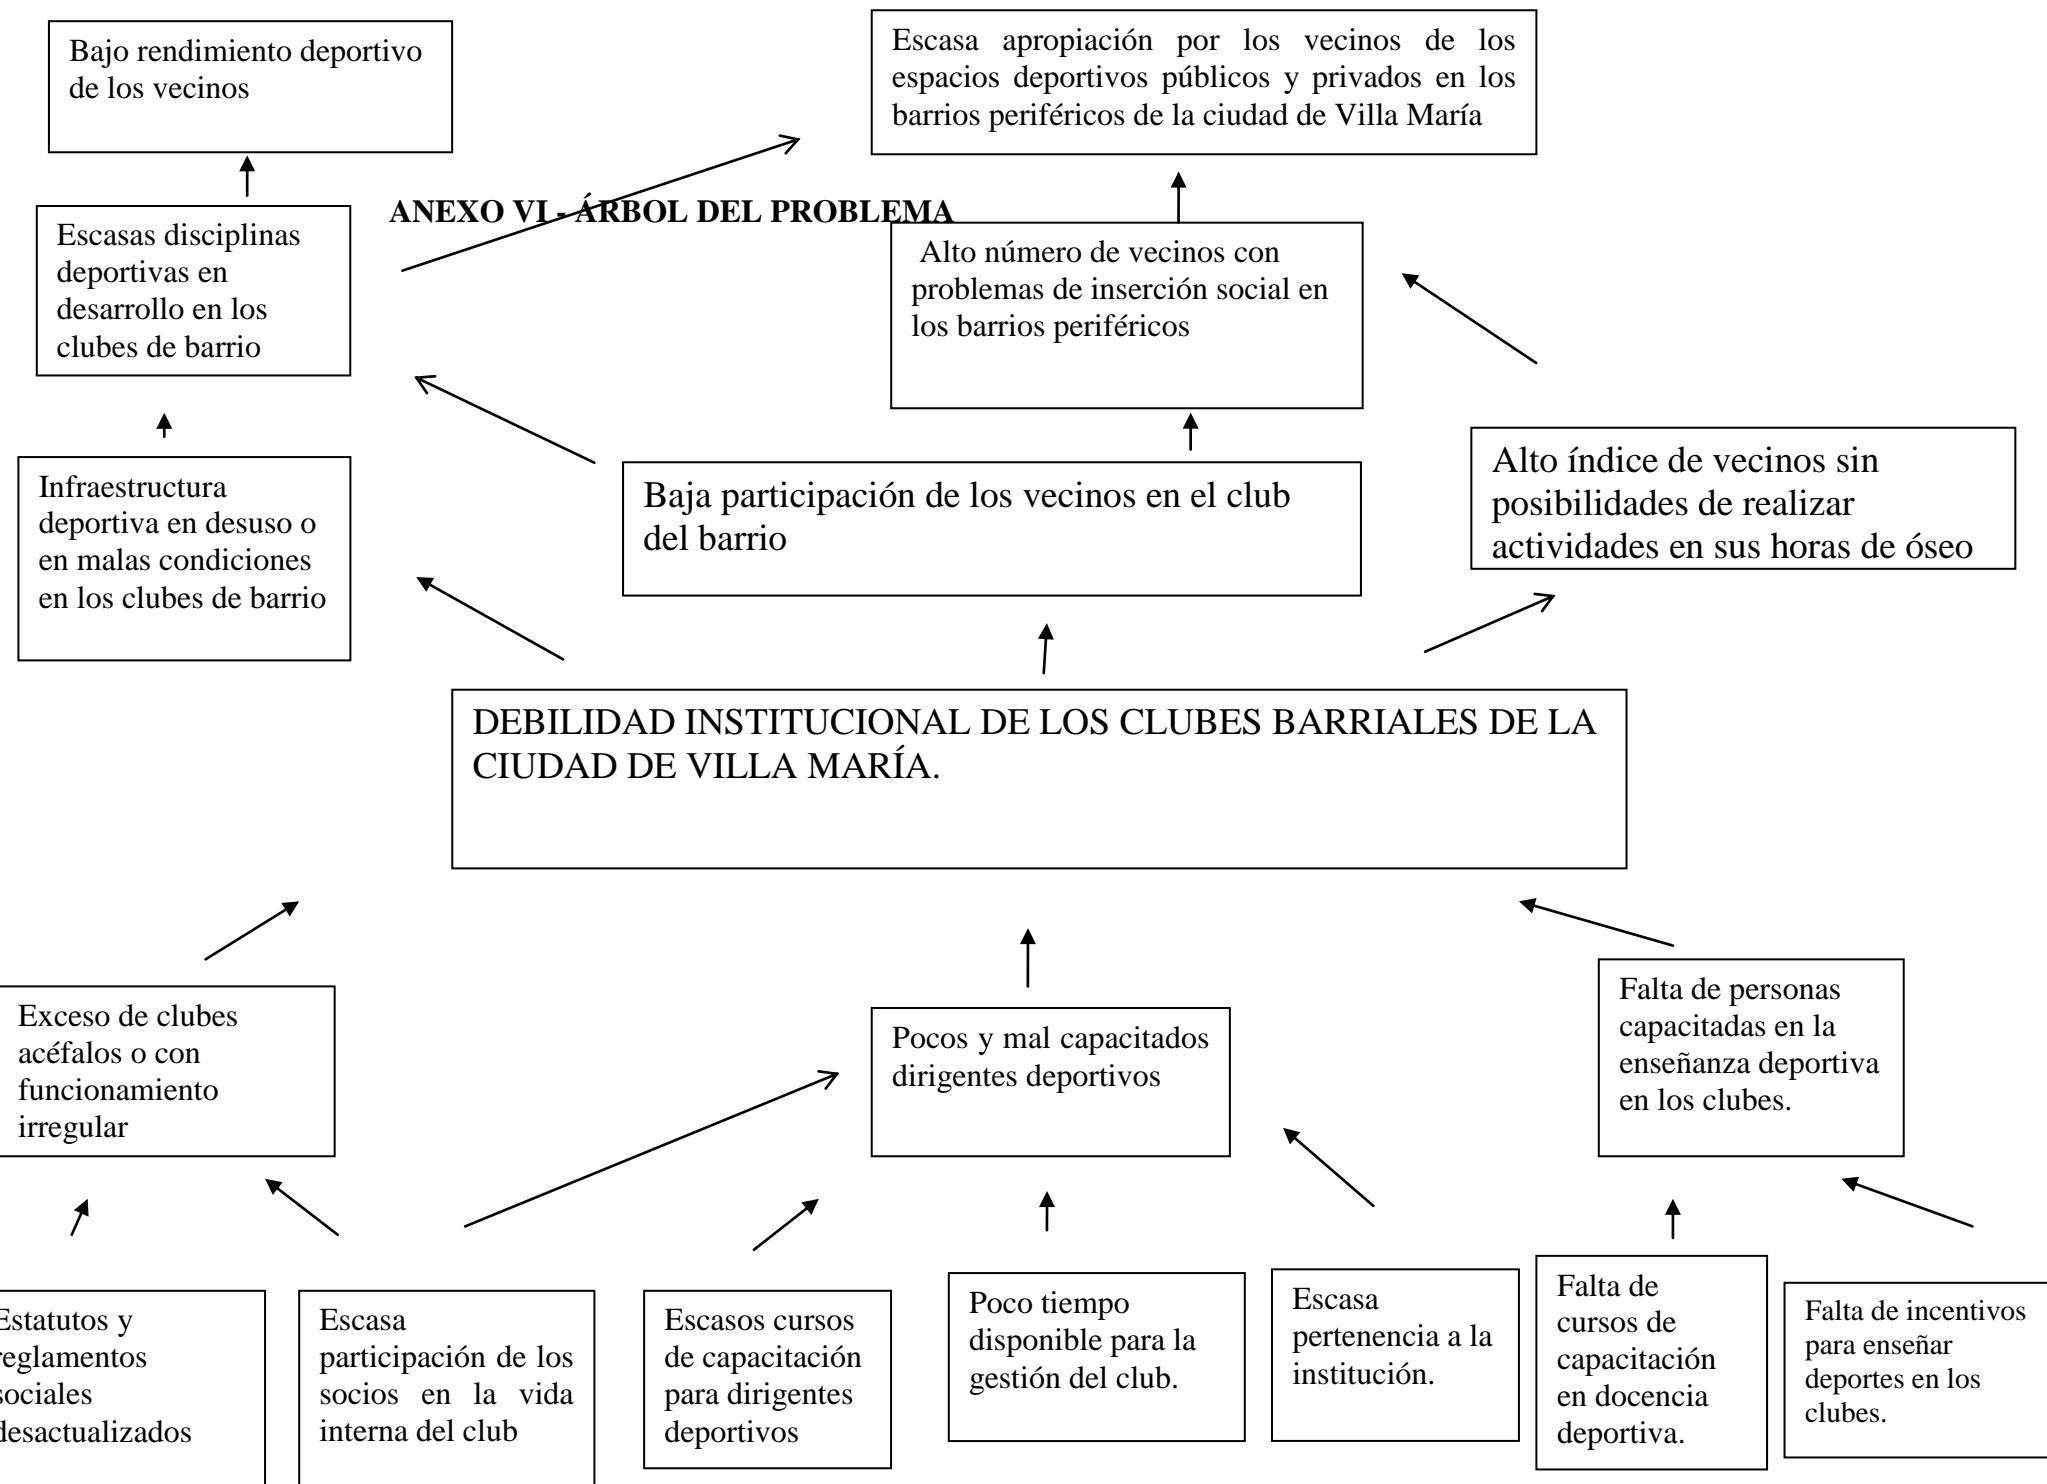 Bajo rendimiento deportivo
de los vecinos
Escasa apropiación por los vecinos de los
espacios deportivos públicos y privados en los
barrios periféricos de la ciudad de Villa María
ANEXO VI - ÁRBOL DEL PROBLEMA
Escasas disciplinas
deportivas en
desarrollo en los
clubes de barrio
Alto número de vecinos con
problemas de inserción social en
los barrios periféricos
Infraestructura
deportiva en desuso o
en malas condiciones
en los clubes de barrio
Baja participación de los vecinos en el club
del barrio
Alto índice de vecinos sin
posibilidades de realizar
actividades en sus horas de óseo
DEBILIDAD INSTITUCIONAL DE LOS CLUBES BARRIALES DE LA
CIUDAD DE VILLA MARÍA.
Exceso de clubes
acéfalos o con
funcionamiento
irregular
Pocos y mal capacitados
dirigentes deportivos
Falta de personas
capacitadas en la
enseñanza deportiva
en los clubes.
Estatutos y
reglamentos
sociales
desactualizados
Escasa
participación de los
socios en la vida
interna del club
Escasos cursos
de capacitación
para dirigentes
deportivos
Poco tiempo
disponible para la
gestión del club.
Escasa
pertenencia a la
institución.
Falta de
cursos de
capacitación
en docencia
deportiva.
Falta de incentivos
para enseñar
deportes en los
clubes.